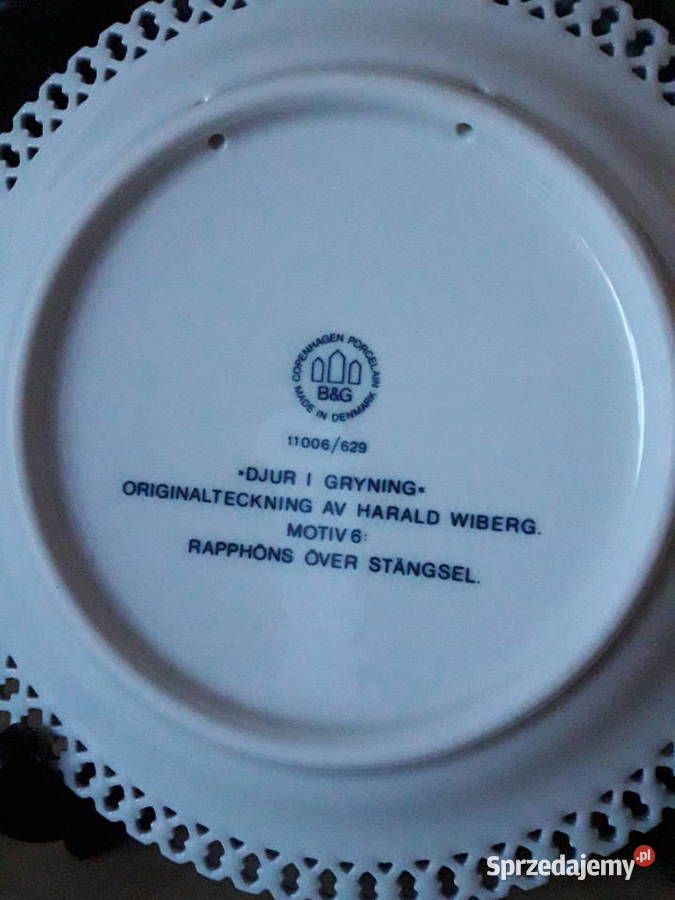 COPENHAGEN PORCELAIN
B&G
MADE IN DENMARK
11006/629
"DJUR I GRYNING"
ORIGINALTECKNING AV HARALD WIBERG.
MOTIV 6:
RAPPHÖNS ÖVER STÄNGSEL.
Sprzedajemy.pl